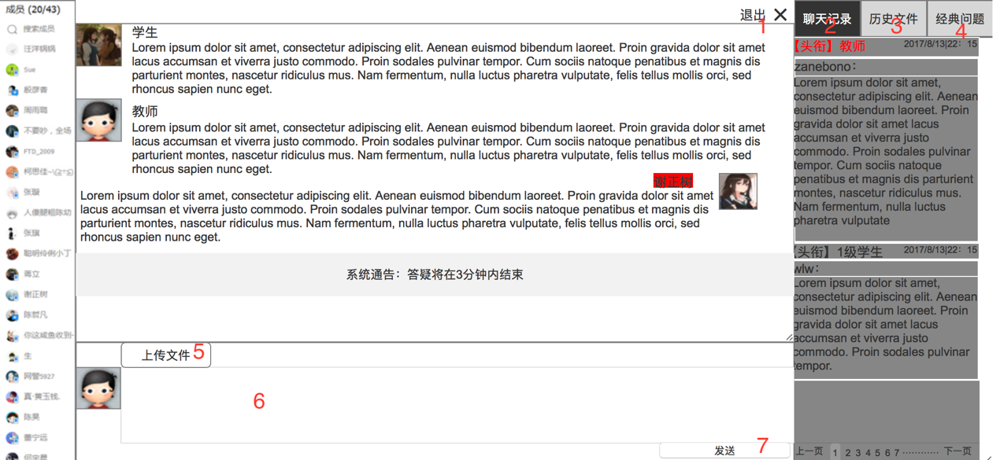 成员 (20/43)
搜索成员
汪洋锅锅
Sue
殷彦香
周雨璐
不要吵，全场
FTD_2009
柯思佳~\(≧▽≦)
张璇
人傻腿粗陈幼
张旗
聪明伶俐小丁
蒋立
谢正树
陈哲凡
你这咸鱼收到
生
网警5927
真·黄玉钱.
陈昊
董宁远
何宇晨
退出
1
学生
Lorem ipsum dolor sit amet, consectetur adipiscing elit. Aenean euismod bibendum laoreet. Proin gravida dolor sit amet
lacus accumsan et viverra justo commodo. Proin sodales pulvinar tempor. Cum sociis natoque penatibus et magnis dis
parturient montes, nascetur ridiculus mus. Nam fermentum, nulla luctus pharetra vulputate, felis tellus mollis orci, sed
rhoncus sapien nunc eget.
教师
Lorem ipsum dolor sit amet, consectetur adipiscing elit. Aenean euismod bibendum laoreet. Proin gravida dolor sit amet
lacus accumsan et viverra justo commodo. Proin sodales pulvinar tempor. Cum sociis natoque penatibus et magnis dis
parturient montes, nascetur ridiculus mus. Nam fermentum, nulla luctus pharetra vulputate, felis tellus mollis orci, sed
rhoncus sapien nunc eget.
谢正树
Lorem ipsum dolor sit amet, consectetur adipiscing elit. Aenean euismod bibendum laoreet. Proin gravida dolor sit amet
lacus accumsan et viverra justo commodo. Proin sodales pulvinar tempor. Cum sociis natoque penatibus et magnis dis
parturient montes, nascetur ridiculus mus. Nam fermentum, nulla luctus pharetra vulputate, felis tellus mollis orci, sed
rhoncus sapien nunc eget.
系统通告：答疑将在3分钟内结束
上传文件 5
6
发送 7
聊天记录 历史文件 经典问题
2 3 4
【头衔】教师 2017/8/13|22：15
zanebono：
Lorem ipsum dolor sit amet,
consectetur adipiscing elit. Aenean
euismod bibendum laoreet. Proin
gravida dolor sit amet lacus
accumsan et viverra justo
commodo. Proin sodales pulvinar
tempor. Cum sociis natoque
penatibus et magnis dis parturient
montes, nascetur ridiculus mus.
Nam fermentum, nulla luctus
pharetra vulputate
【头衔】1级学生 2017/8/13|22：15
wlw：
Lorem ipsum dolor sit amet,
consectetur adipiscing elit. Aenean
euismod bibendum laoreet. Proin
gravida dolor sit amet lacus
accumsan et viverra justo
commodo. Proin sodales pulvinar
tempor.
上一页 1 2 3 4 5 6 7 ············ 下一页